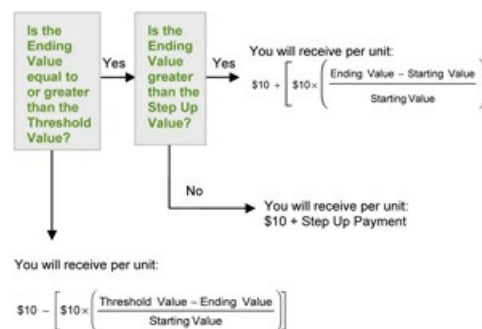 Is the
Ending
Value
equal to
or greater
than the
Threshold
Value?
Yes
Is the
Ending
Value
greater
than the
Step Up
Value?
Yes
You will receive per unit:
$10 + [ $10 × ( Ending Value – Starting Value
Starting Value
No
You will receive per unit:
$10 + Step Up Payment
You will receive per unit:
$10 – [ $10 × ( Threshold Value – Ending Value ) ]
Starting Value